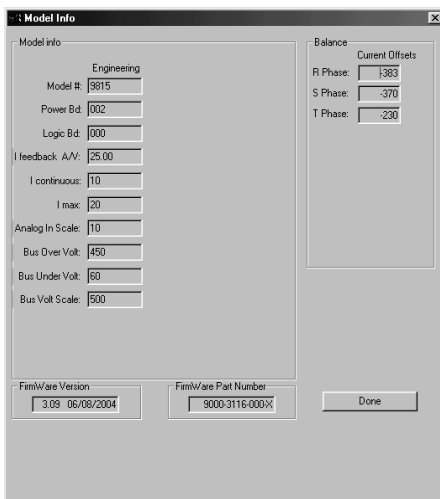 Model Info
Model info
Engineering
Model #: 9815
Power Bd: 002
Logic Bd: 000
I feedback A/V: 25.00
I continuous: 10
I max: 20
Analog In Scale: 10
Bus Over Volt: 450
Bus Under Volt: 60
Bus Volt Scale: 500
Balance
Current Offsets
R Phase: -383
S Phase: -370
T Phase: -230
FirmWare Version
3.09 06/08/2004
FirmWare Part Number
9000-3116-000-X
Done